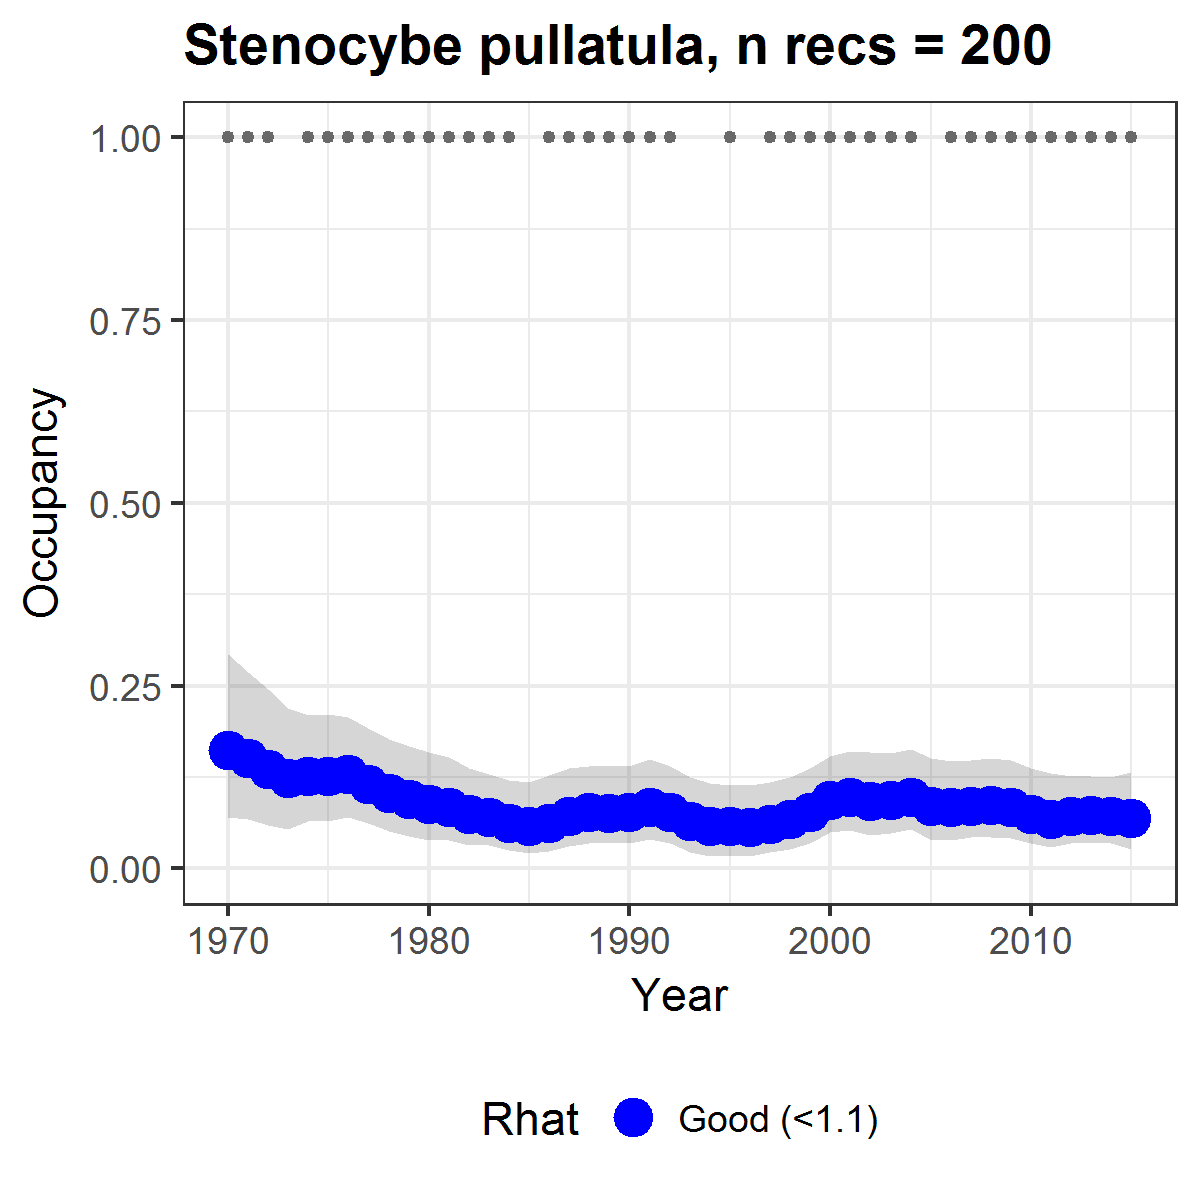 Stenocybe pullatula, n recs = 200
1.00
0.75
0.50
0.25
0.00
Occupancy
1970 1980 1990 2000 2010
Year
Rhat Good (<1.1)